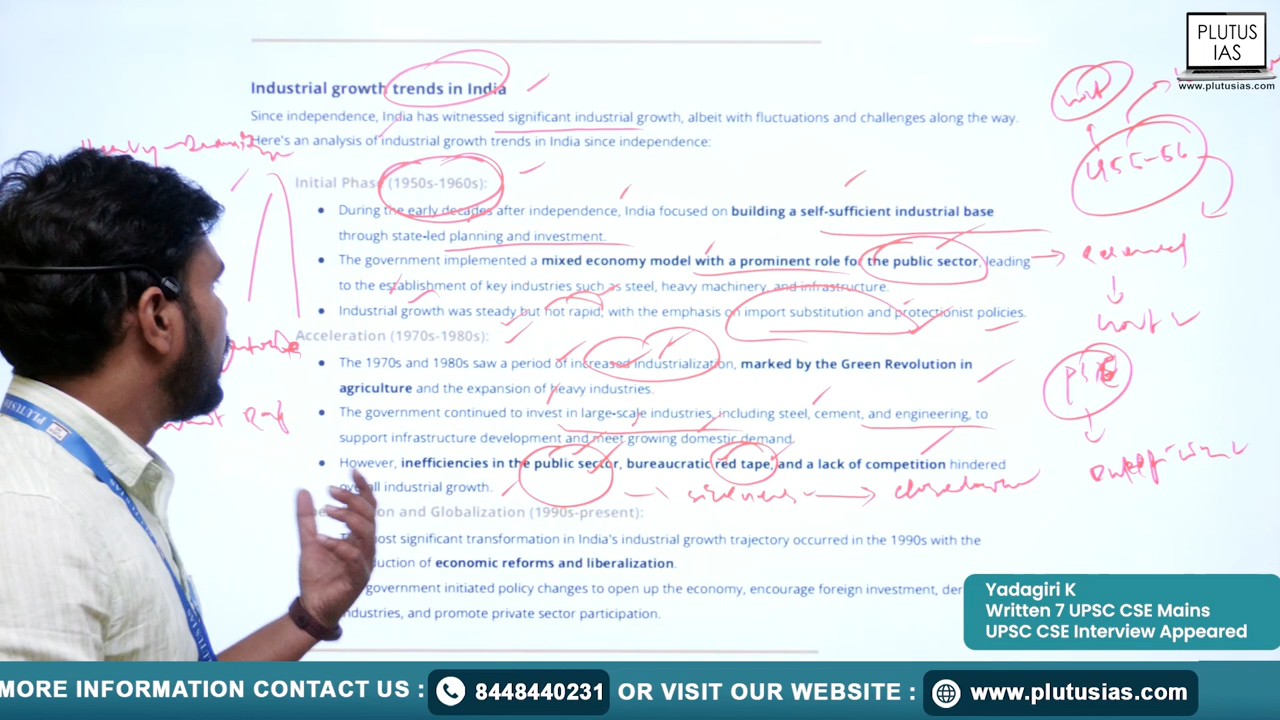 PLUTUS
IAS
www.plutusias.com
Industrial growth trends in India
Since independence, India has witnessed significant industrial growth, albeit with fluctuations and challenges along the way.
Here's an analysis of industrial growth trends in India since independence:
Initial Phase (1950s-1960s):
• During the early decades after independence, India focused on building a self-sufficient industrial base
through state-led planning and investment.
• The government implemented a mixed economy model with a prominent role for the public sector, leading
to the establishment of key industries such as steel, heavy machinery, and infrastructure.
• Industrial growth was steady but not rapid, with the emphasis on import substitution and protectionist policies.
Acceleration (1970s-1980s):
• The 1970s and 1980s saw a period of increased industrialization, marked by the Green Revolution in
agriculture and the expansion of heavy industries.
• The government continued to invest in large-scale industries, including steel, cement, and engineering, to
support infrastructure development and meet growing domestic demand.
• However, inefficiencies in the public sector, bureaucratic red tape, and a lack of competition hindered
overall industrial growth.
and Globalization (1990s-present):
most significant transformation in India's industrial growth trajectory occurred in the 1990s with the
economic reforms and liberalization.
government initiated policy changes to open up the economy, encourage foreign investment,
industries, and promote private sector participation.
1955-56
PLUTUS IAS
Yadagiri K
Written 7 UPSC CSE Mains
UPSC CSE Interview Appeared
MORE INFORMATION CONTACT US : 8448440231 OR VISIT OUR WEBSITE : www.plutusias.com